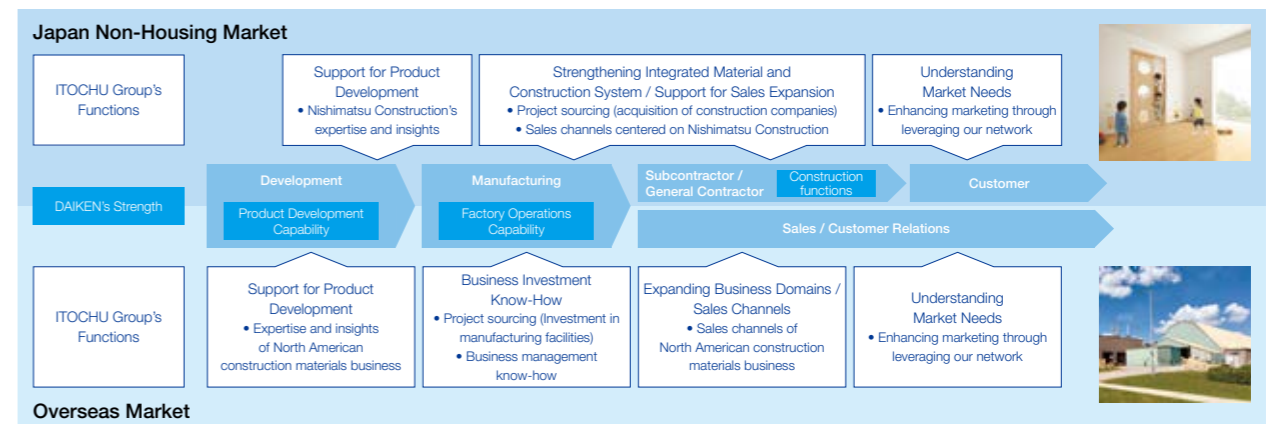 Japan Non-Housing Market
ITOCHU Group's
Functions
Support for Product
Development
• Nishimatsu Construction's
expertise and insights
Strengthening Integrated Material and
Construction System / Support for Sales Expansion
• Project sourcing (acquisition of construction companies)
• Sales channels centered on Nishimatsu Construction
Understanding
Market Needs
• Enhancing marketing through
leveraging our network
DAIKEN's Strength
Development
Product Development
Capability
Manufacturing
Factory Operations
Capability
Subcontractor /
General Contractor
Construction
functions
Customer
Sales / Customer Relations
ITOCHU Group's
Functions
Support for Product
Development
• Expertise and insights
of North American
construction materials business
Business Investment
Know-How
• Project sourcing (Investment in
manufacturing facilities)
• Business management
know-how
Expanding Business Domains /
Sales Channels
• Sales channels of
North American construction
materials business
Understanding
Market Needs
• Enhancing marketing through
leveraging our network
Overseas Market